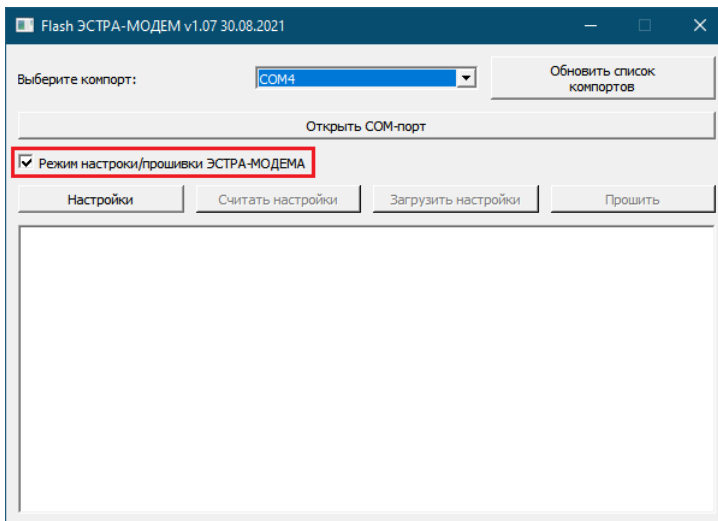 Flash ЭСТРА-МОДЕМ v1.07 30.08.2021
Выберите компорт:
COM4
Обновить список
компортов
Открыть COM-порт
Режим настроки/прошивки ЭСТРА-МОДЕМА
Настройки
Считать настройки
Загрузить настройки
Прошить